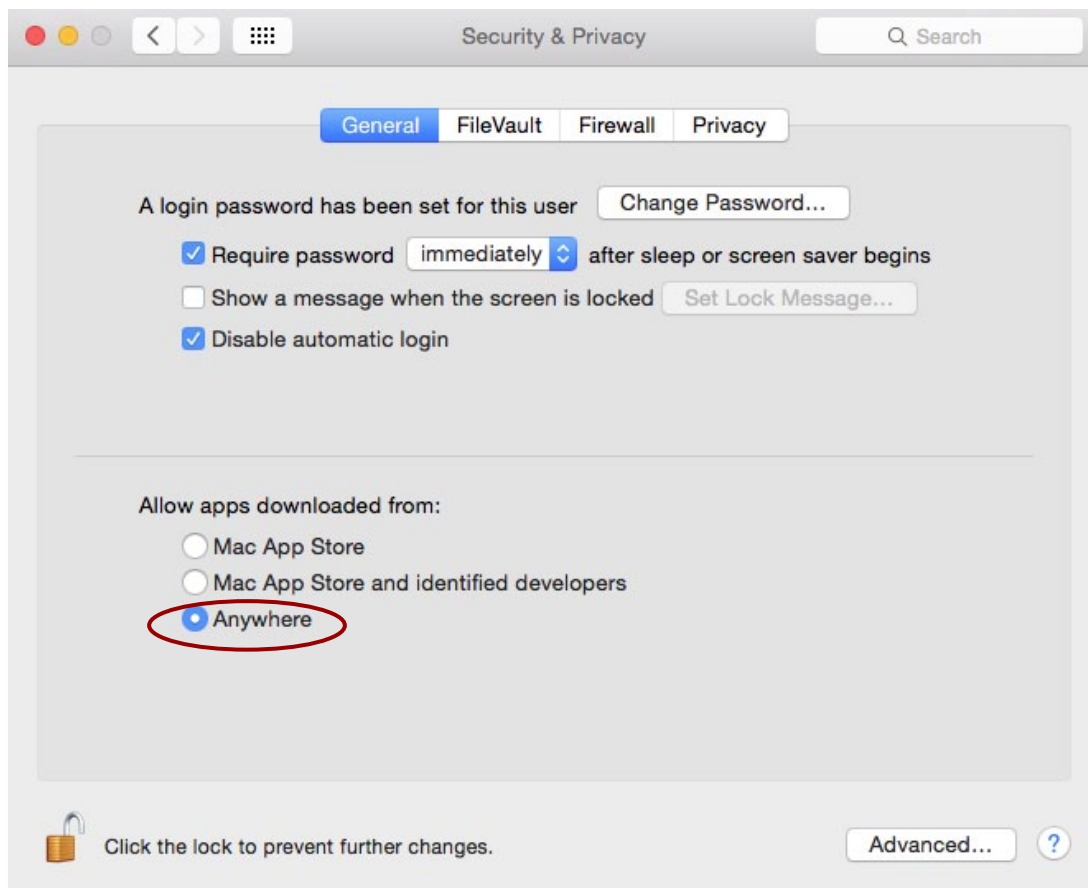 Security & Privacy
Search
General FileVault Firewall Privacy
A login password has been set for this user Change Password...
Require password immediately after sleep or screen saver begins
Show a message when the screen is locked Set Lock Message...
Disable automatic login
Allow apps downloaded from:
Mac App Store
Mac App Store and identified developers
Anywhere
Click the lock to prevent further changes.
Advanced... ?